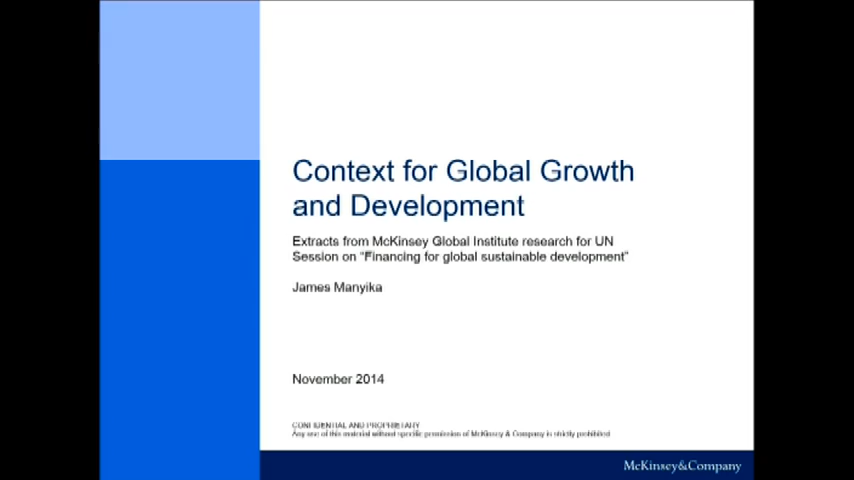 Context for Global Growth
and Development
Extracts from McKinsey Global Institute research for UN
Session on "Financing for global sustainable development"
James Manyika
November 2014
CONFIDENTIAL AND PROPRIETARY
Any use of this material without specific permission of McKinsey & Company is strictly prohibited
McKinsey&Company